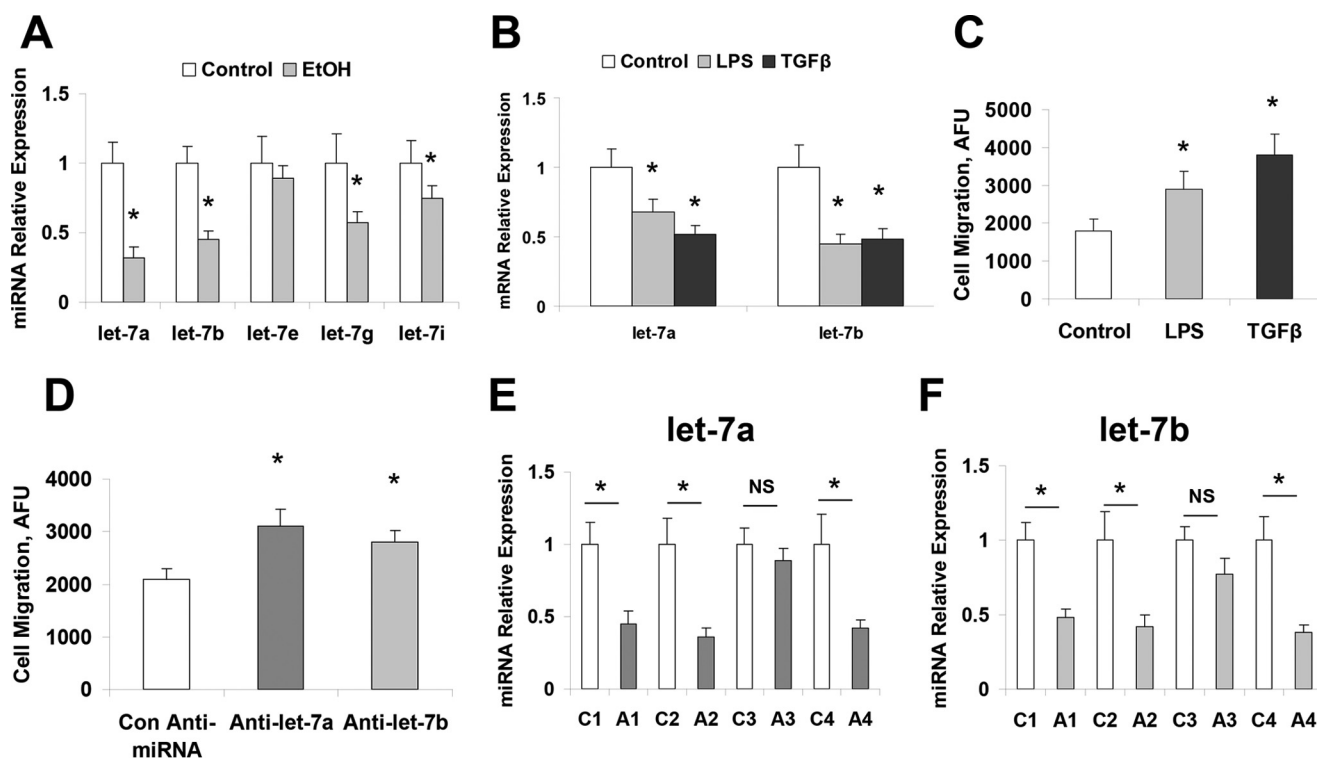 A
Control EtOH
miRNA Relative Expression
1.5
1
0.5
0
* * * *
let-7a let-7b let-7e let-7g let-7i
B
Control LPS TGFβ
mRNA Relative Expression
1.5
1
0.5
0
* * * *
let-7a let-7b
C
Cell Migration, AFU
5000
4000
3000
2000
1000
0
* *
Control LPS TGFβ
D
Cell Migration, AFU
4000
3000
2000
1000
0
* *
Con Anti- Anti-let-7a Anti-let-7b
miRNA
E
let-7a
miRNA Relative Expression
1.5
1
0.5
0
* * NS *
C1 A1 C2 A2 C3 A3 C4 A4
F
let-7b
miRNA Relative Expression
1.5
1
0.5
0
* * NS *
C1 A1 C2 A2 C3 A3 C4 A4